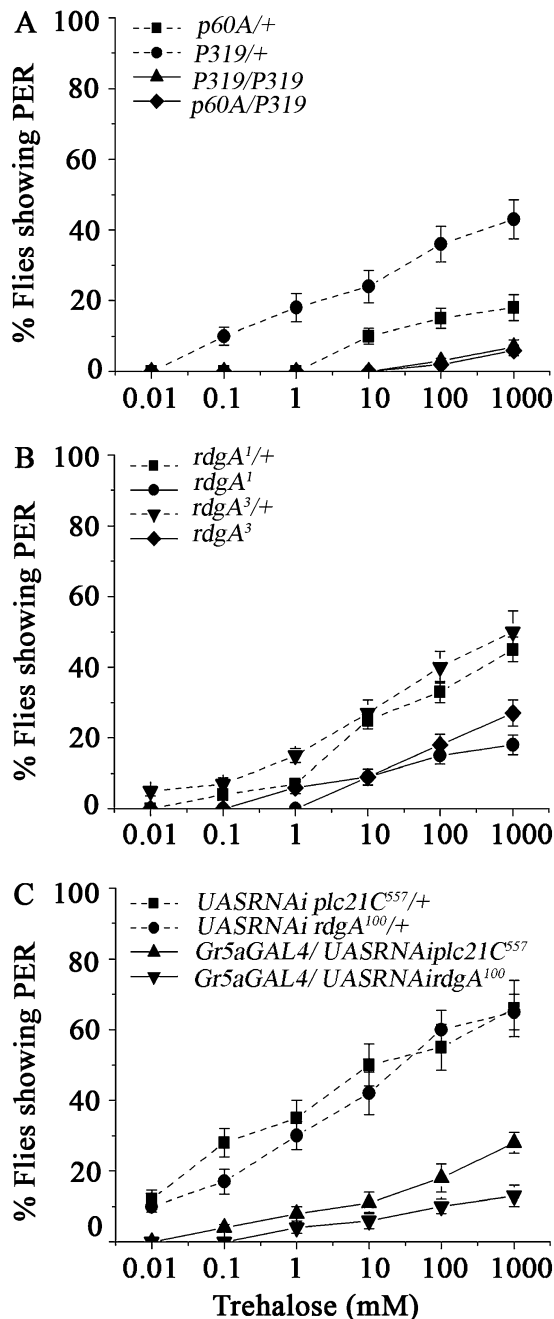 A
p60A/+
P319/+
P319/P319
p60A/P319
% Flies showing PER
100
80
60
40
20
0
0.01 0.1 1 10 100 1000
B
rdgA¹/+
rdgA¹
rdgA³/+
rdgA³
% Flies showing PER
100
80
60
40
20
0
0.01 0.1 1 10 100 1000
C
UASRNAi plc21C⁵⁵⁷/+
UASRNAi rdgA¹⁰⁰/+
Gr5aGAL4/ UASRNAiplc21C⁵⁵⁷
Gr5aGAL4/ UASRNAirdgA¹⁰⁰
% Flies showing PER
100
80
60
40
20
0
0.01 0.1 1 10 100 1000
Trehalose (mM)